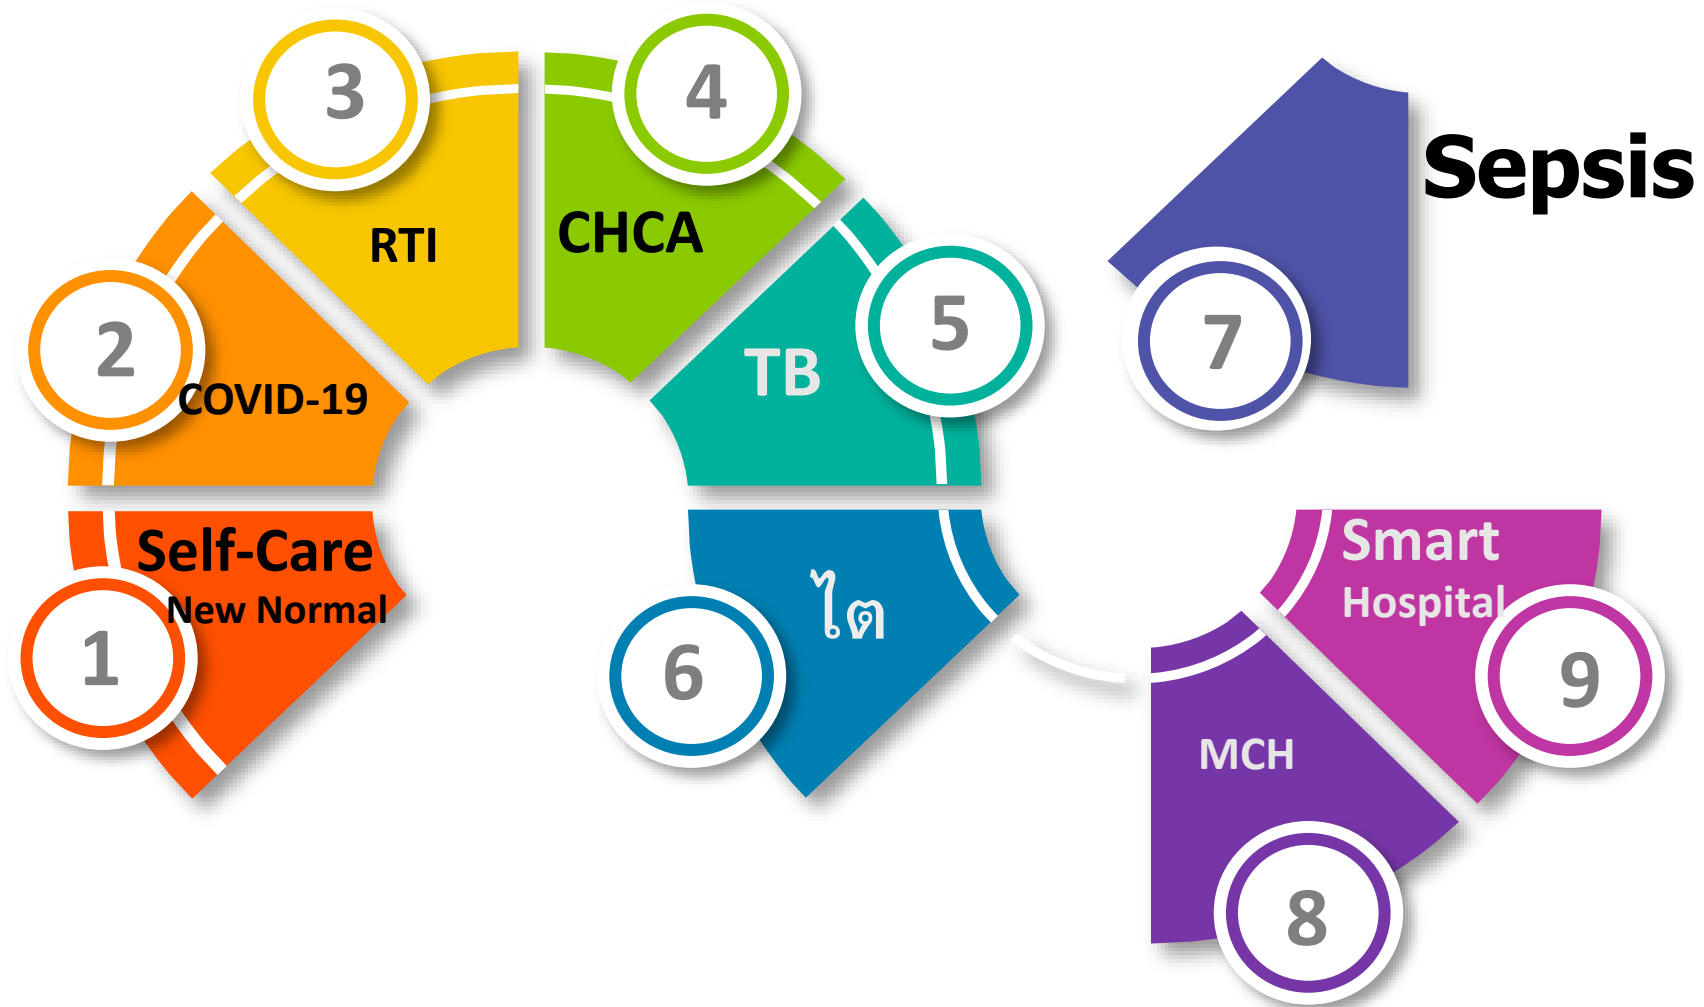 1
Self-Care
New Normal
2
COVID-19
3
RTI
4
CHCA
5
TB
6
ไต
7
Sepsis
8
MCH
9
Smart
Hospital